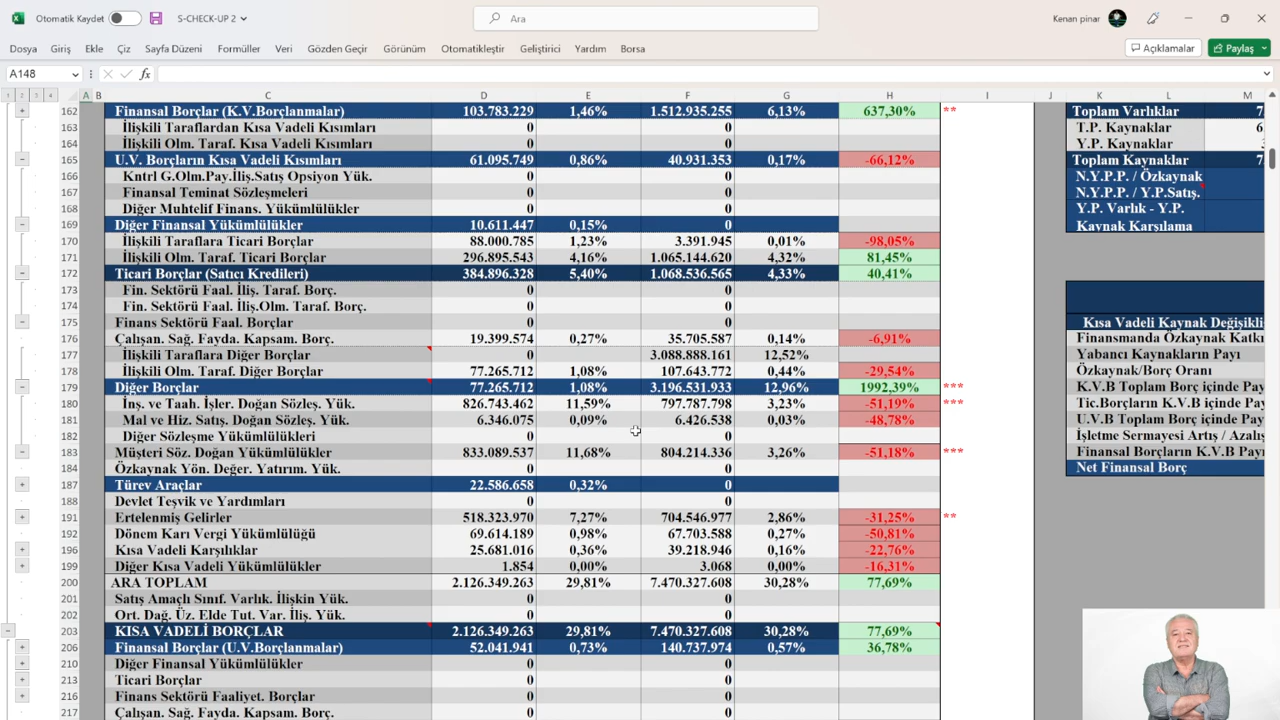 Otomatik Kaydet
S-CHECK-UP 2
Ara
Kenan pinar
Dosya Giriş Ekle Çiz Sayfa Düzeni Formüller Veri Gözden Geçir Görünüm Otomatikleştir Geliştirici Yardım Borsa
Açıklamalar
Paylaş
A148
fx
1 2 3 4 A B C D E F G H I J K L M
162 Finansal Borçlar (K.V.Borçlanmalar) 103.783.229 1,46% 1.512.935.255 6,13% 637,30% **
163 İlişkili Taraflardan Kısa Vadeli Kısımları 0 0
164 İlişkili Olm. Taraf. Kısa Vadeli Kısımları 0 0
165 U.V. Borçların Kısa Vadeli Kısımları 61.095.749 0,86% 40.931.353 0,17% -66,12%
166 Kntrl G.Olm.Pay.İliş.Satış Opsiyon Yük. 0 0
167 Finansal Teminat Sözleşmeleri 0 0
168 Diğer Muhtelif Finans. Yükümlülükler 0 0
169 Diğer Finansal Yükümlülükler 10.611.447 0,15% 0
170 İlişkili Taraflara Ticari Borçlar 88.000.785 1,23% 3.391.945 0,01% -98,05%
171 İlişkili Olm. Taraf. Ticari Borçlar 296.895.543 4,16% 1.065.144.620 4,32% 81,45%
172 Ticari Borçlar (Satıcı Kredileri) 384.896.328 5,40% 1.068.536.565 4,33% 40,41%
173 Fin. Sektörü Faal. İliş. Taraf. Borç. 0 0
174 Fin. Sektörü Faal. İliş.Olm. Taraf. Borç. 0 0
175 Finans Sektörü Faal. Borçlar 0 0
176 Çalışan. Sağ. Fayda. Kapsam. Borç. 19.399.574 0,27% 35.705.587 0,14% -6,91%
177 İlişkili Taraflara Diğer Borçlar 0 3.088.888.161 12,52%
178 İlişkili Olm. Taraf. Diğer Borçlar 77.265.712 1,08% 107.643.772 0,44% -29,54%
179 Diğer Borçlar 77.265.712 1,08% 3.196.531.933 12,96% 1992,39% ***
180 İnş. ve Taah. İşler. Doğan Sözleş. Yük. 826.743.462 11,59% 797.787.798 3,23% -51,19% ***
181 Mal ve Hiz. Satış. Doğan Sözleş. Yük. 6.346.075 0,09% 6.426.538 0,03% -48,78%
182 Diğer Sözleşme Yükümlülükleri 0 0
183 Müşteri Söz. Doğan Yükümlülükler 833.089.537 11,68% 804.214.336 3,26% -51,18% ***
184 Özkaynak Yön. Değer. Yatırım. Yük. 0 0
187 Türev Araçlar 22.586.658 0,32% 0
188 Devlet Teşvik ve Yardımları 0 0
191 Ertelenmiş Gelirler 518.323.970 7,27% 704.546.977 2,86% -31,25% **
192 Dönem Karı Vergi Yükümlülüğü 69.614.189 0,98% 67.703.588 0,27% -50,81%
196 Kısa Vadeli Karşılıklar 25.681.016 0,36% 39.218.946 0,16% -22,76%
199 Diğer Kısa Vadeli Yükümlülükler 1.854 0,00% 3.068 0,00% -16,31%
200 ARA TOPLAM 2.126.349.263 29,81% 7.470.327.608 30,28% 77,69%
201 Satış Amaçlı Sınıf. Varlık. İlişkin Yük. 0 0
202 Ort. Dağ. Üz. Elde Tut. Var. İliş. Yük. 0 0
203 KISA VADELİ BORÇLAR 2.126.349.263 29,81% 7.470.327.608 30,28% 77,69%
206 Finansal Borçlar (U.V.Borçlanmalar) 52.041.941 0,73% 140.737.974 0,57% 36,78%
210 Diğer Finansal Yükümlülükler 0 0
213 Ticari Borçlar 0 0
216 Finans Sektörü Faaliyet. Borçlar 0 0
217 Çalışan. Sağ. Fayda. Kapsam. Borç. 0 0
Toplam Varlıklar 7
T.P. Kaynaklar 6
Y.P. Kaynaklar
Toplam Kaynaklar 7
N.Y.P.P. / Özkaynak
N.Y.P.P. / Y.P.Satış.
Y.P. Varlık - Y.P.
Kaynak Karşılama
Kısa Vadeli Kaynak Değişikli
Finansmanda Özkaynak Katkı
Yabancı Kaynakların Payı
Özkaynak/Borç Oranı
K.V.B Toplam Borç içinde Pay
Tic.Borçların K.V.B içinde Pay
U.V.B Toplam Borç içinde Pay
İşletme Sermayesi Artış / Azalış
Finansal Borçların K.V.B Payı
Net Finansal Borç